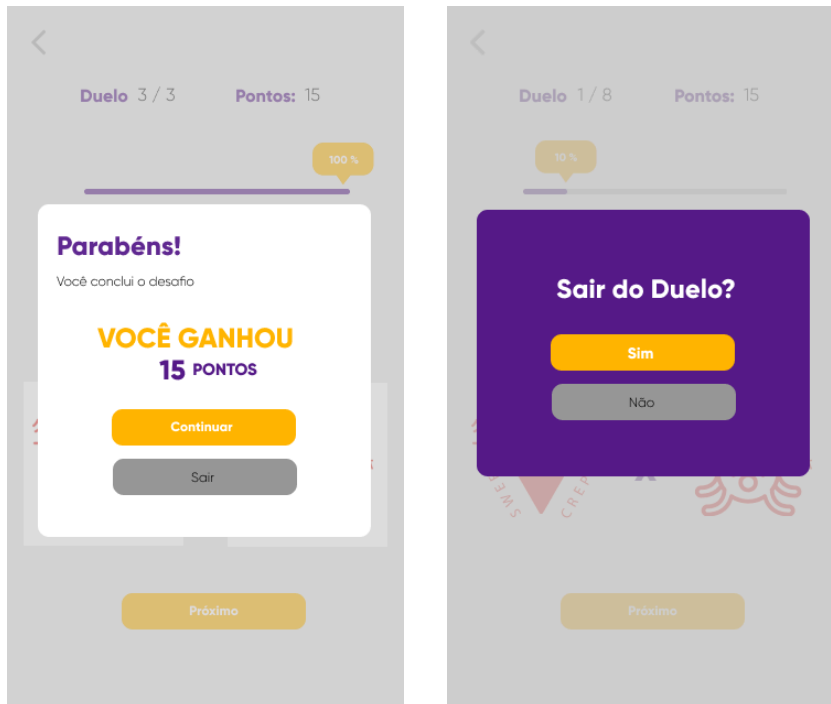 Duelo 3 / 3 Pontos: 15
100 %
Parabéns!
Você conclui o desafio
VOCÊ GANHOU
15 PONTOS
Continuar
Sair
Próximo
Duelo 1 / 8 Pontos: 15
10 %
Sair do Duelo?
Sim
Não
Próximo